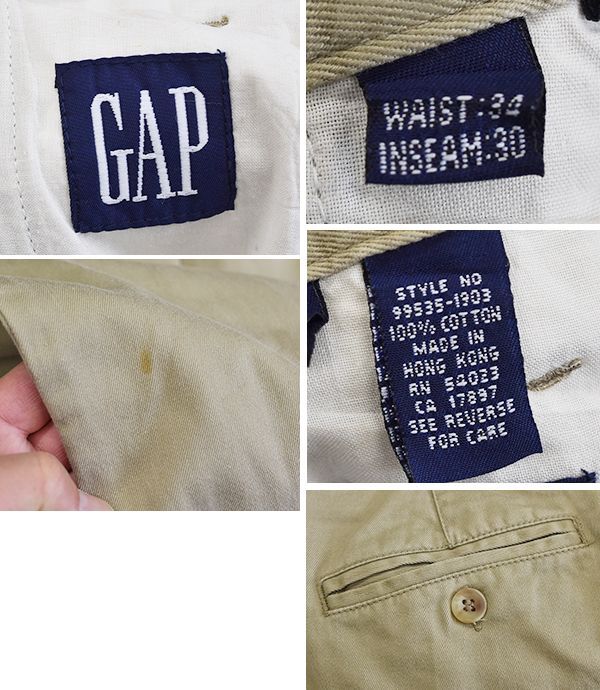 GAP
WAIST:34
INSEAM:30
STYLE NO
99535-1903
100% COTTON
MADE IN
HONG KONG
RN 54023
CA 17897
SEE REVERSE
FOR CARE